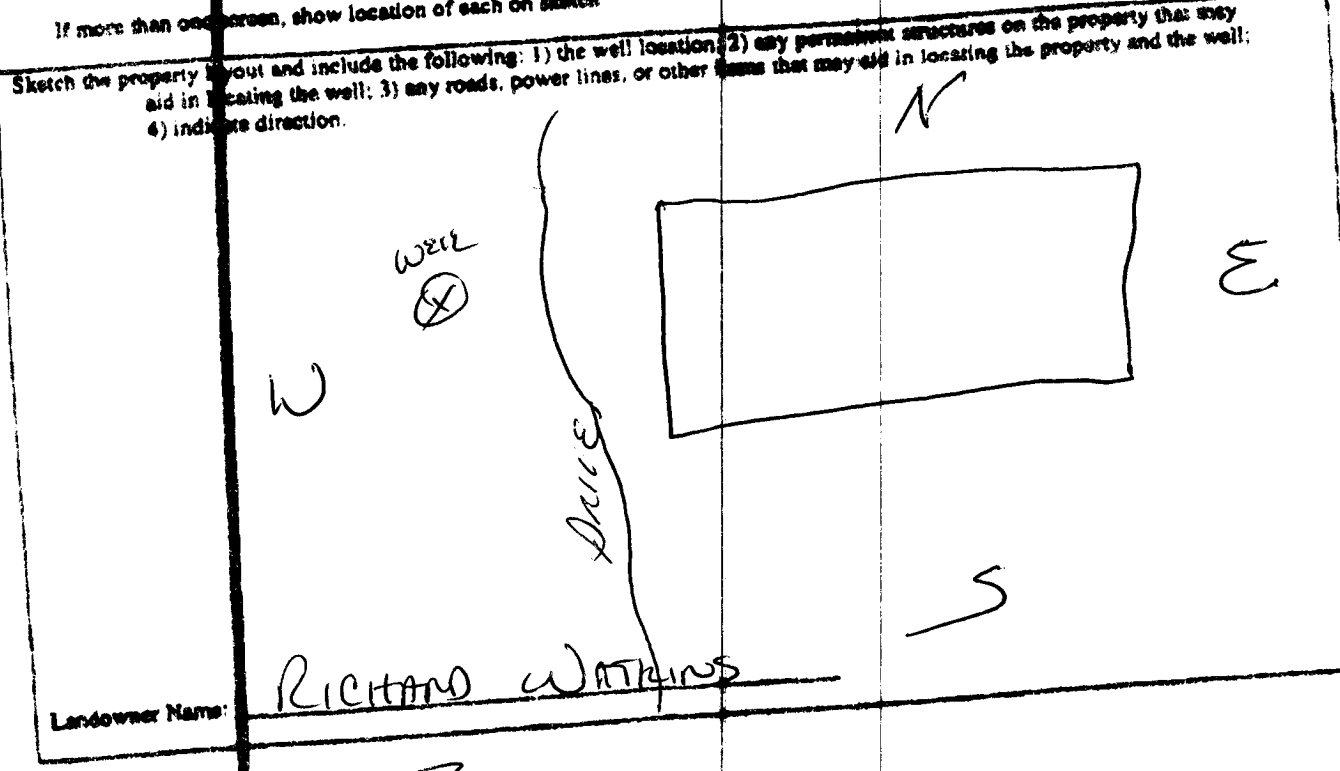 If more than one screen, show location of each on sketch
Sketch the property layout and include the following: 1) the well location; 2) any permanent structures on the property that may
aid in locating the well; 3) any roads, power lines, or other items that may aid in locating the property and the well;
4) indicate direction.
N
WELL
X
E
W
DRIVE
S
Landowner Name: RICHARD WATKINS